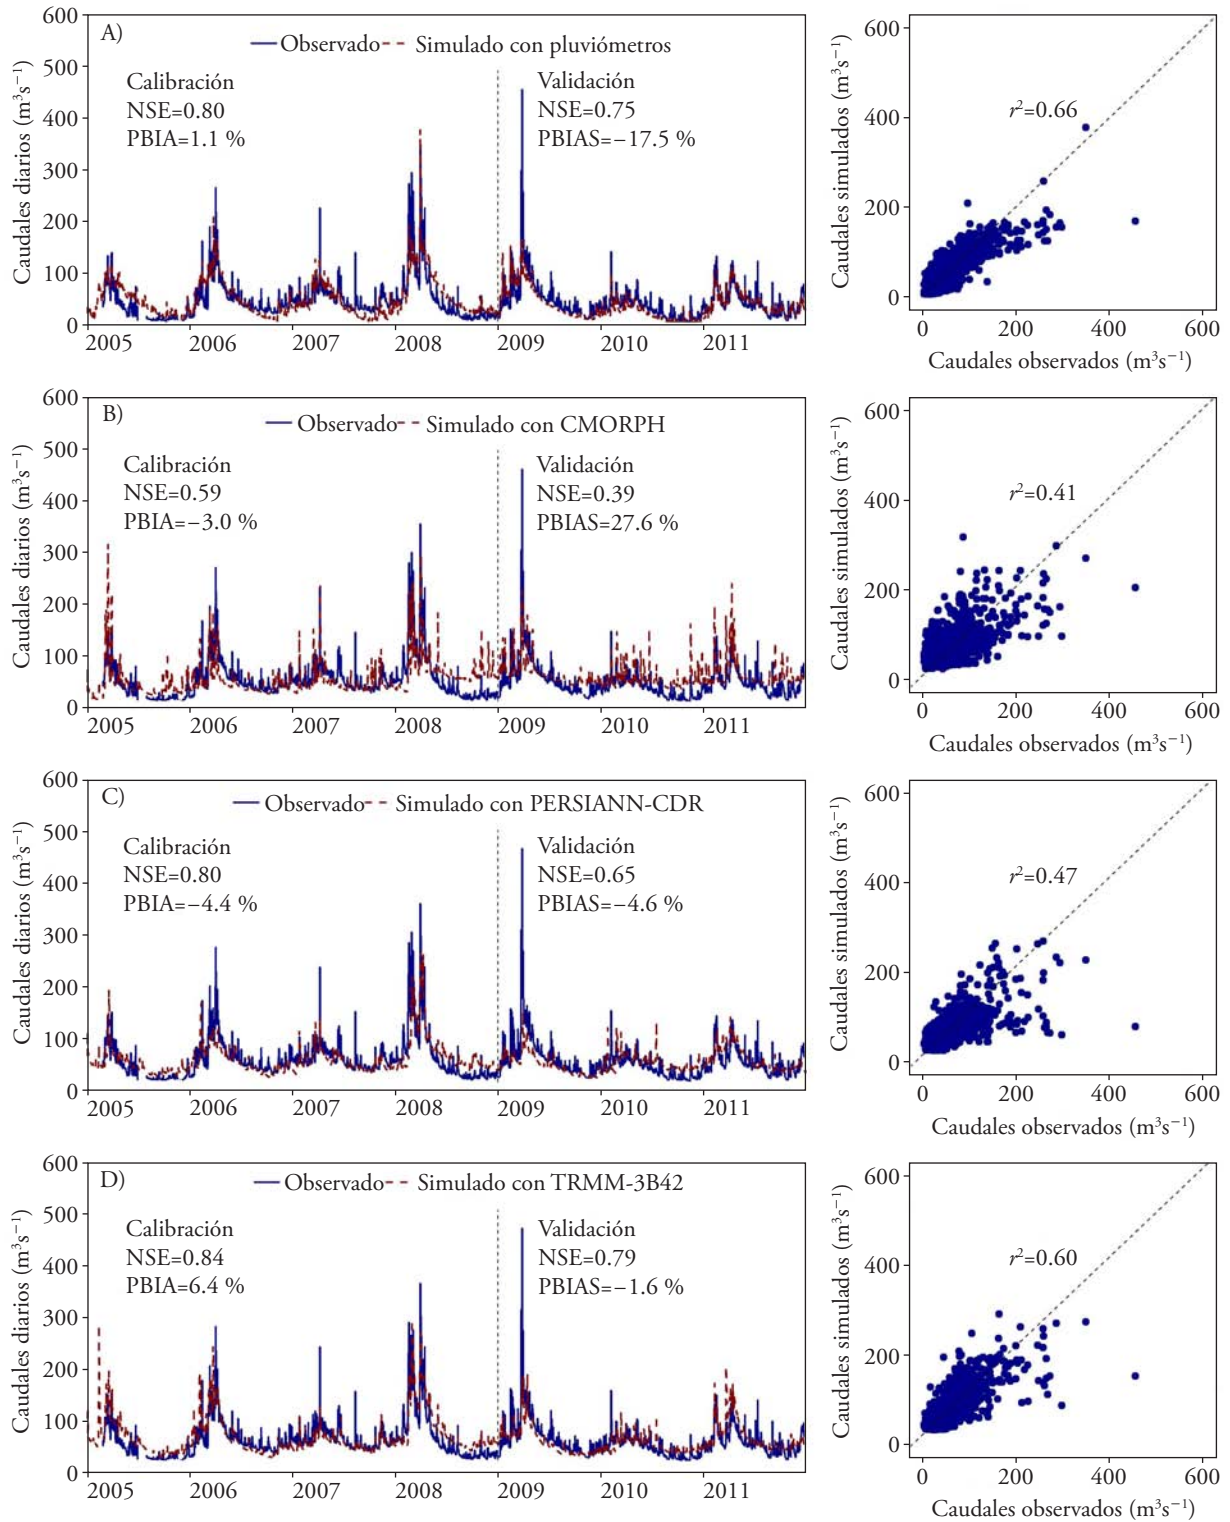 A)
Observado
Simulado con pluviómetros
Calibración
NSE=0.80
PBIA=1.1 %
Validación
NSE=0.75
PBIAS=−17.5 %
Caudales diarios (m³s⁻¹)
600
500
400
300
200
100
0
2005 2006 2007 2008 2009 2010 2011
r²=0.66
Caudales simulados (m³s⁻¹)
600
400
200
0
0 200 400 600
Caudales observados (m³s⁻¹)
B)
Observado
Simulado con CMORPH
Calibración
NSE=0.59
PBIA=−3.0 %
Validación
NSE=0.39
PBIAS=27.6 %
Caudales diarios (m³s⁻¹)
600
500
400
300
200
100
0
2005 2006 2007 2008 2009 2010 2011
r²=0.41
Caudales simulados (m³s⁻¹)
600
400
200
0
0 200 400 600
Caudales observados (m³s⁻¹)
C)
Observado
Simulado con PERSIANN-CDR
Calibración
NSE=0.80
PBIA=−4.4 %
Validación
NSE=0.65
PBIAS=−4.6 %
Caudales diarios (m³s⁻¹)
600
500
400
300
200
100
0
2005 2006 2007 2008 2009 2010 2011
r²=0.47
Caudales simulados (m³s⁻¹)
600
400
200
0
0 200 400 600
Caudales observados (m³s⁻¹)
D)
Observado
Simulado con TRMM-3B42
Calibración
NSE=0.84
PBIA=6.4 %
Validación
NSE=0.79
PBIAS=−1.6 %
Caudales diarios (m³s⁻¹)
600
500
400
300
200
100
0
2005 2006 2007 2008 2009 2010 2011
r²=0.60
Caudales simulados (m³s⁻¹)
600
400
200
0
0 200 400 600
Caudales observados (m³s⁻¹)